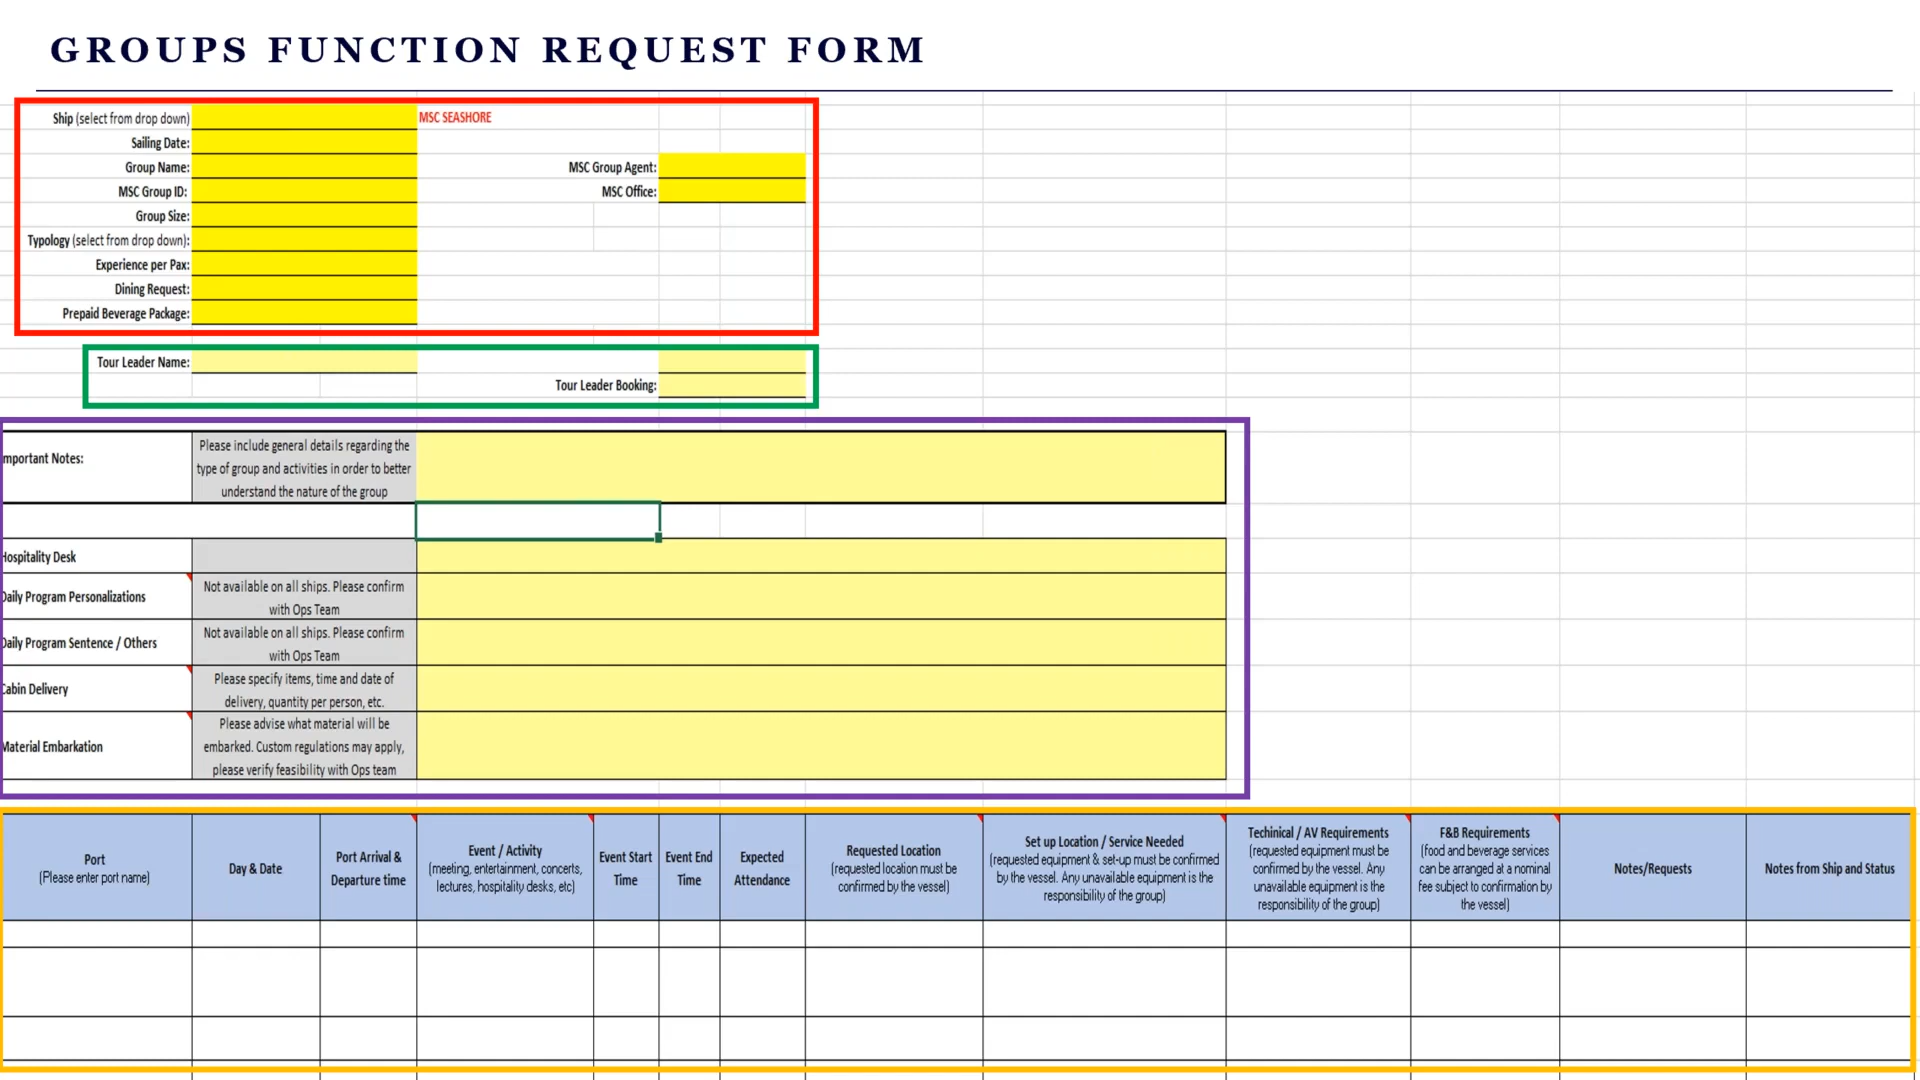 GROUPS FUNCTION REQUEST FORM
Ship (select from drop down)
MSC SEASHORE
Sailing Date:
Group Name:
MSC Group Agent:
MSC Group ID:
MSC Office:
Group Size:
Typology (select from drop down):
Experience per Pax:
Dining Request:
Prepaid Beverage Package:
Tour Leader Name:
Tour Leader Booking:
mportant Notes:
Please include general details regarding the
type of group and activities in order to better
understand the nature of the group
Hospitality Desk
Daily Program Personalizations
Not available on all ships. Please confirm
with Ops Team
Daily Program Sentence / Others
Not available on all ships. Please confirm
with Ops Team
Cabin Delivery
Please specify items, time and date of
delivery, quantity per person, etc.
Material Embarkation
Please advise what material will be
embarked. Custom regulations may apply,
please verify feasibility with Ops team
Port
(Please enter port name)
Day & Date
Port Arrival &
Departure time
Event / Activity
(meeting, entertainment, concerts,
lectures, hospitality desks, etc)
Event Start
Time
Event End
Time
Expected
Attendance
Requested Location
(requested location must be
confirmed by the vessel)
Set up Location / Service Needed
(requested equipment & set-up must be confirmed
by the vessel. Any unavailable equipment is the
responsibility of the group)
Techinical / AV Requirements
(requested equipment must be
confirmed by the vessel. Any
unavailable equipment is the
responsibility of the group)
F&B Requirements
(food and beverage services
can be arranged at a nominal
fee subject to confirmation by
the vessel)
Notes/Requests
Notes from Ship and Status